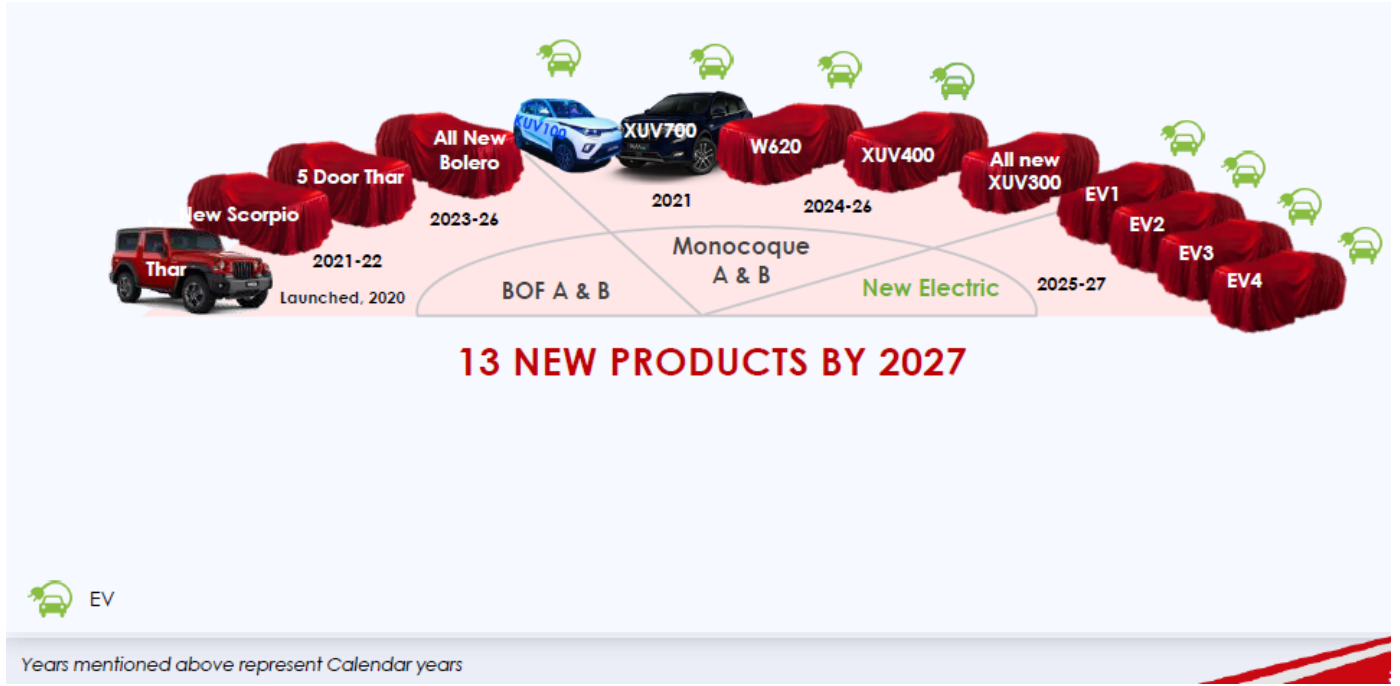 All New
Bolero
XUV100
XUV700
W620
XUV400
All new
XUV300
5 Door Thar
New Scorpio
Thar
EV1
EV2
EV3
EV4
2021
2024-26
2023-26
2021-22
Launched, 2020
2025-27
BOF A & B
Monocoque
A & B
New Electric
13 NEW PRODUCTS BY 2027
EV
Years mentioned above represent Calendar years